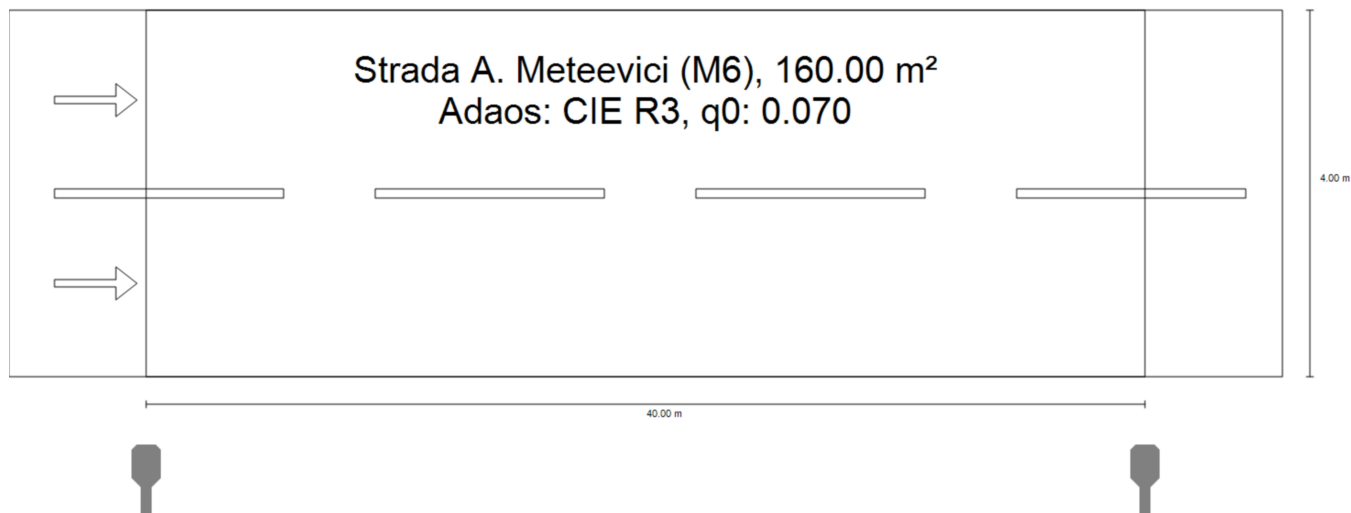 Strada A. Meteevici (M6), 160.00 m²
Adaos: CIE R3, q0: 0.070
4.00 m
40.00 m